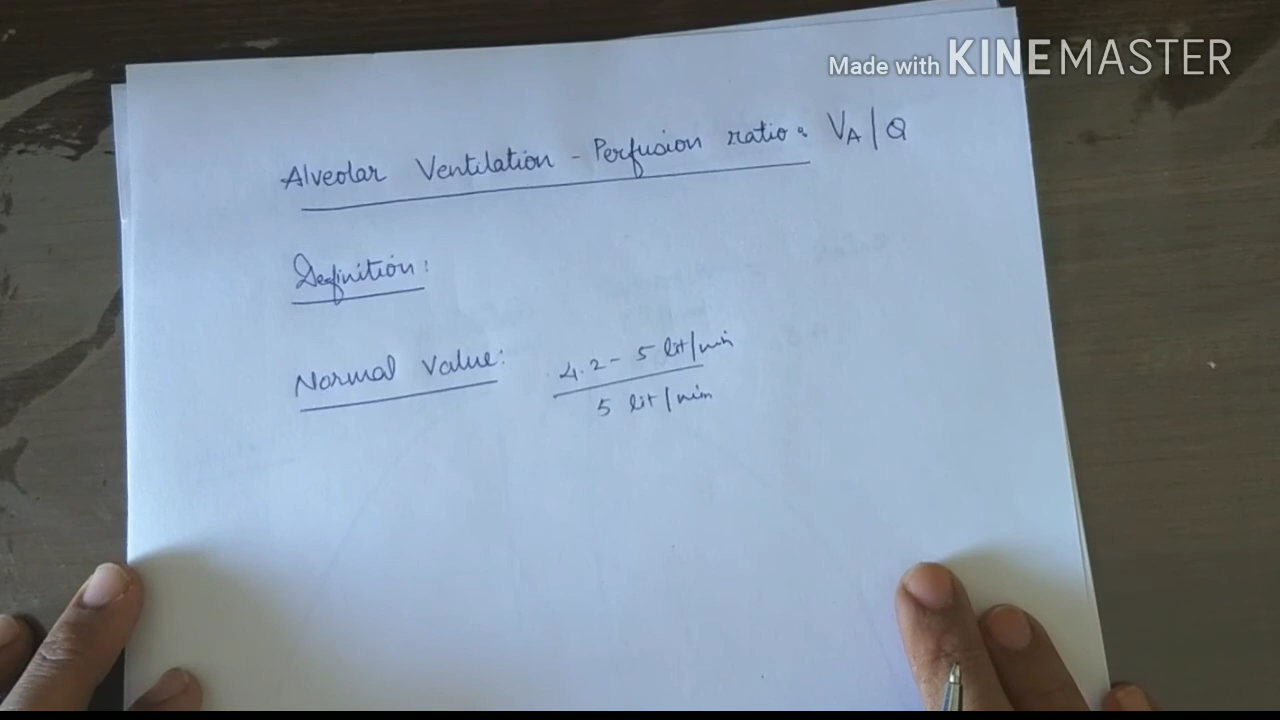 Made with KINEMASTER
Alveolar Ventilation - Perfusion ratio: VA/Q
Definition:
Normal Value: 4.2 - 5 lit/min
5 lit/min